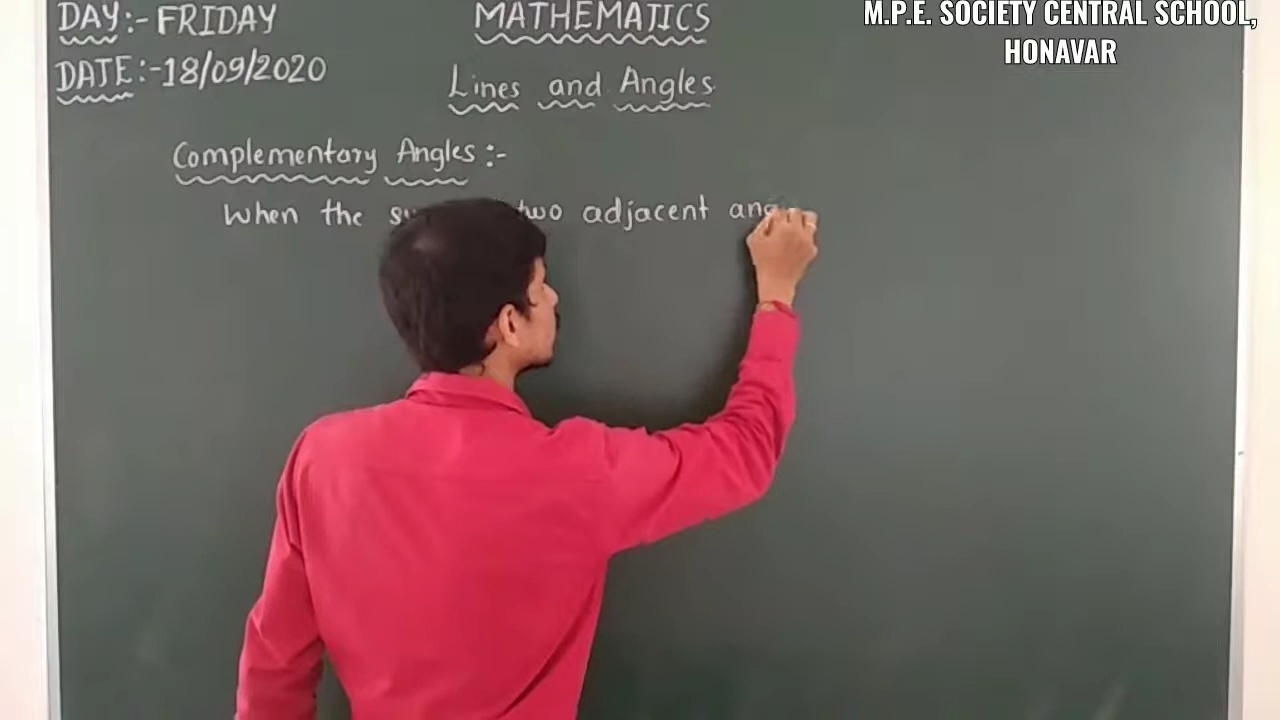 DAY:- FRIDAY
DATE:-18/09/2020
MATHEMATICS
Lines and Angles
M.P.E. SOCIETY CENTRAL SCHOOL,
HONAVAR
Complementary Angles :-
When the two adjacent